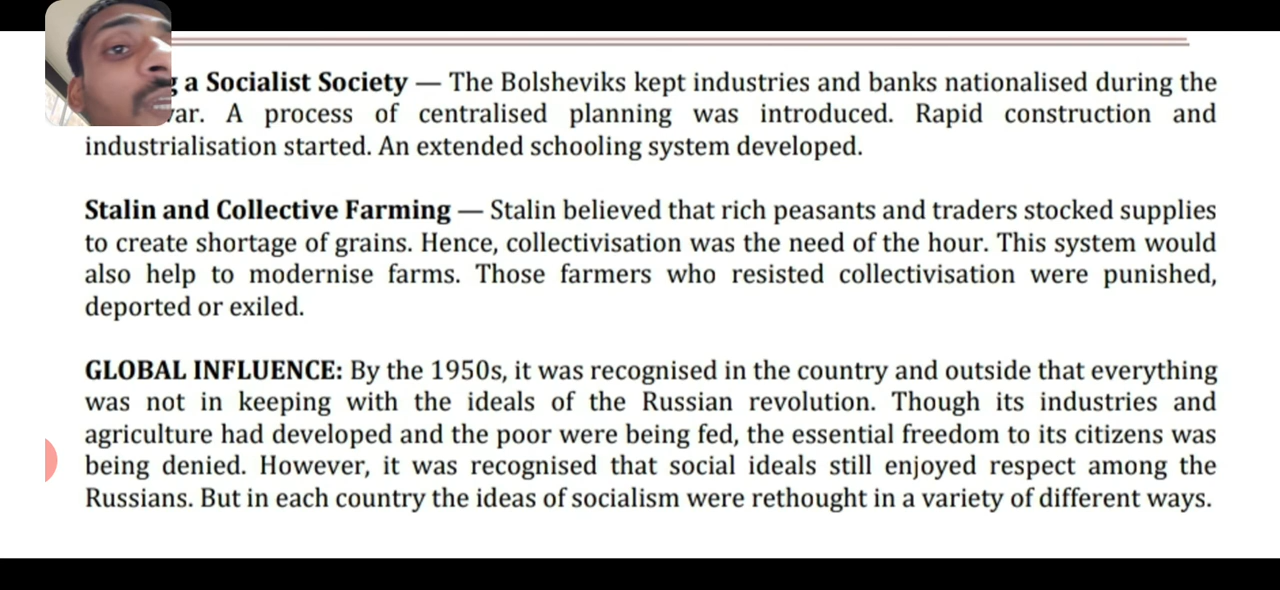 g a Socialist Society — The Bolsheviks kept industries and banks nationalised during the
ar. A process of centralised planning was introduced. Rapid construction and
industrialisation started. An extended schooling system developed.
Stalin and Collective Farming — Stalin believed that rich peasants and traders stocked supplies
to create shortage of grains. Hence, collectivisation was the need of the hour. This system would
also help to modernise farms. Those farmers who resisted collectivisation were punished,
deported or exiled.
GLOBAL INFLUENCE: By the 1950s, it was recognised in the country and outside that everything
was not in keeping with the ideals of the Russian revolution. Though its industries and
agriculture had developed and the poor were being fed, the essential freedom to its citizens was
being denied. However, it was recognised that social ideals still enjoyed respect among the
Russians. But in each country the ideas of socialism were rethought in a variety of different ways.